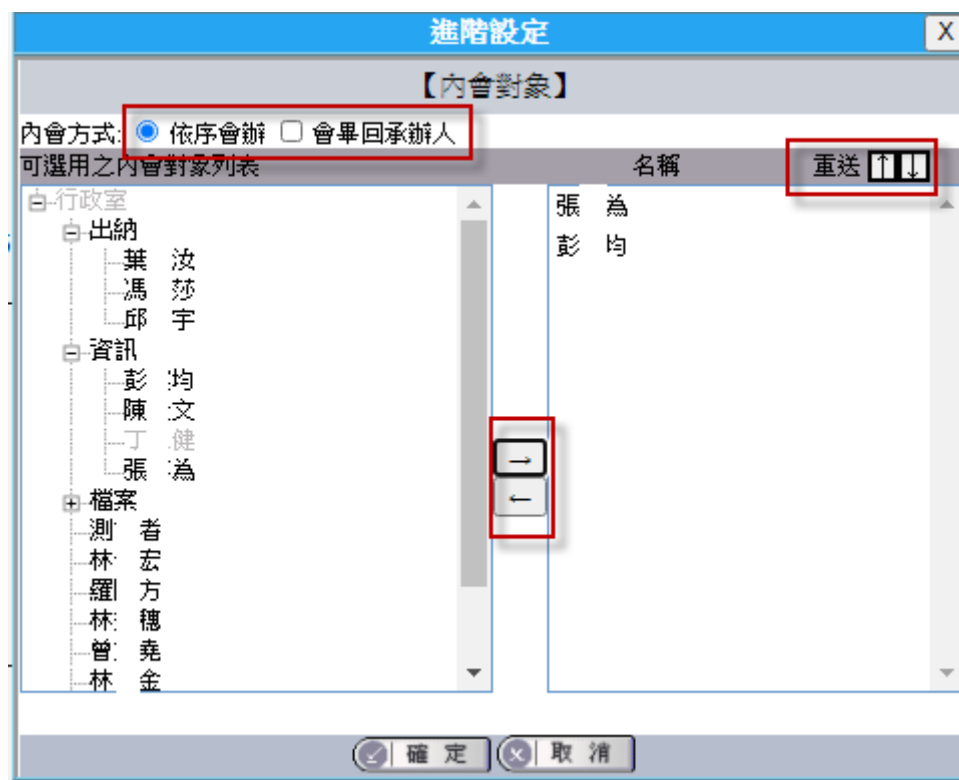 進階設定 X
【內會對象】
內會方式: 依序會辦 會畢回承辦人
可選用之內會對象列表
名稱 重送 ↑ ↓
行政室
出納
葉 汝
馮 莎
邱 宇
資訊
彭 均
陳 文
丁 健
張 為
檔案
測 者
林 宏
羅 方
林 穗
曾 堯
林 金
→
←
張 為
彭 均
確定 取消